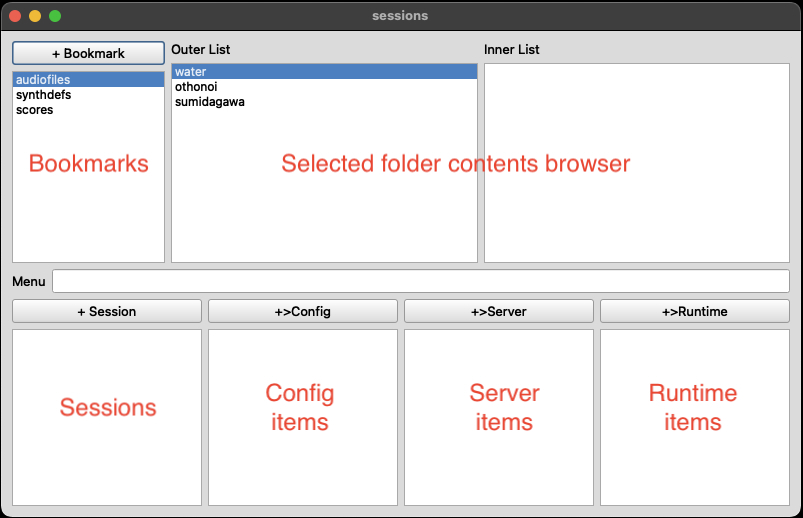 sessions
+ Bookmark
Outer List
Inner List
audiofiles
synthdefs
scores
water
othonoi
sumidagawa
Bookmarks
Selected folder contents browser
Menu
+ Session
+>Config
+>Server
+>Runtime
Sessions
Config
items
Server
items
Runtime
items